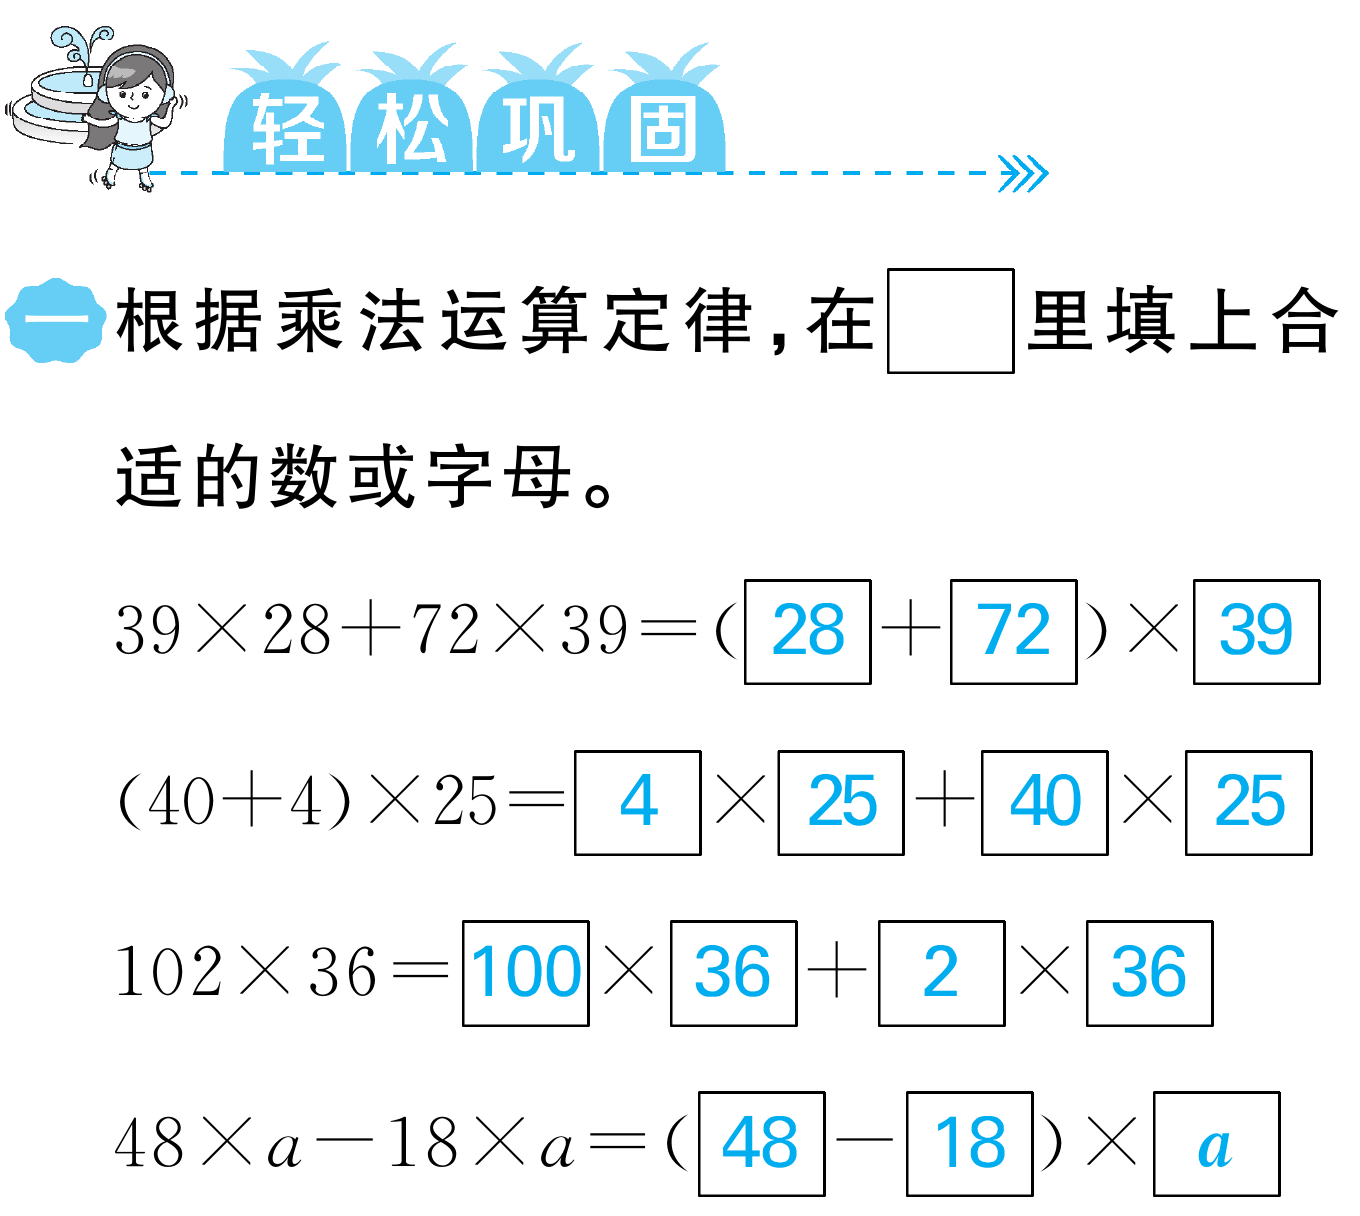 轻松巩固
一 根据乘法运算定律,在□里填上合
适的数或字母。
39×28+72×39=(28+72)×39
(40+4)×25=4×25+40×25
102×36=100×36+2×36
48×a-18×a=(48-18)×a